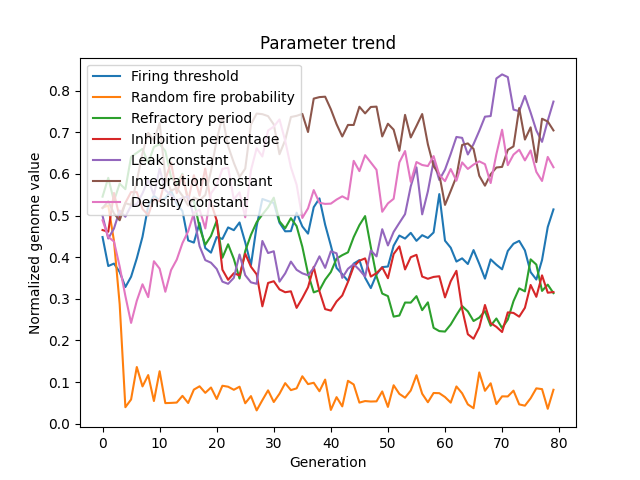 Parameter trend
Firing threshold
Random fire probability
Refractory period
Inhibition percentage
Leak constant
Integration constant
Density constant
Normalized genome value
0.8
0.7
0.6
0.5
0.4
0.3
0.2
0.1
0.0
0 10 20 30 40 50 60 70 80
Generation